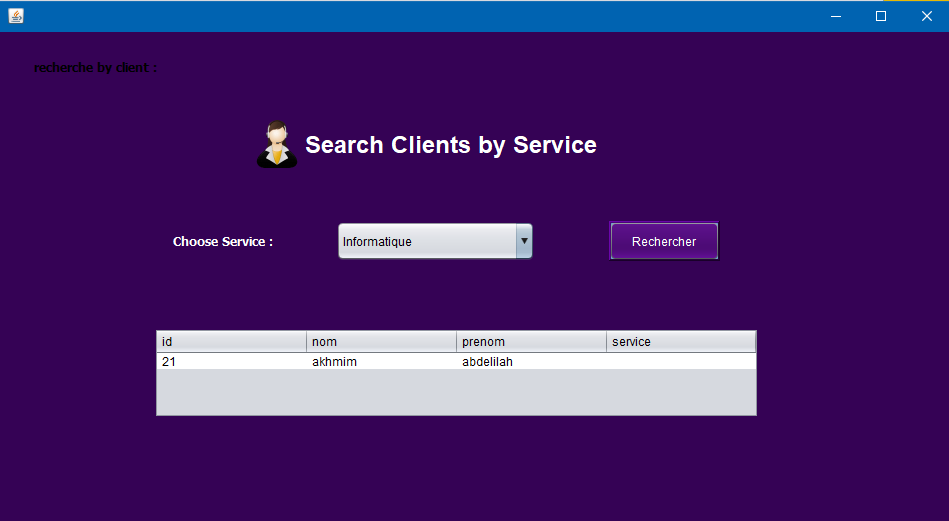 recherche by client :
Search Clients by Service
Choose Service : Informatique Rechercher
id nom prenom service
21 akhmim abdelilah